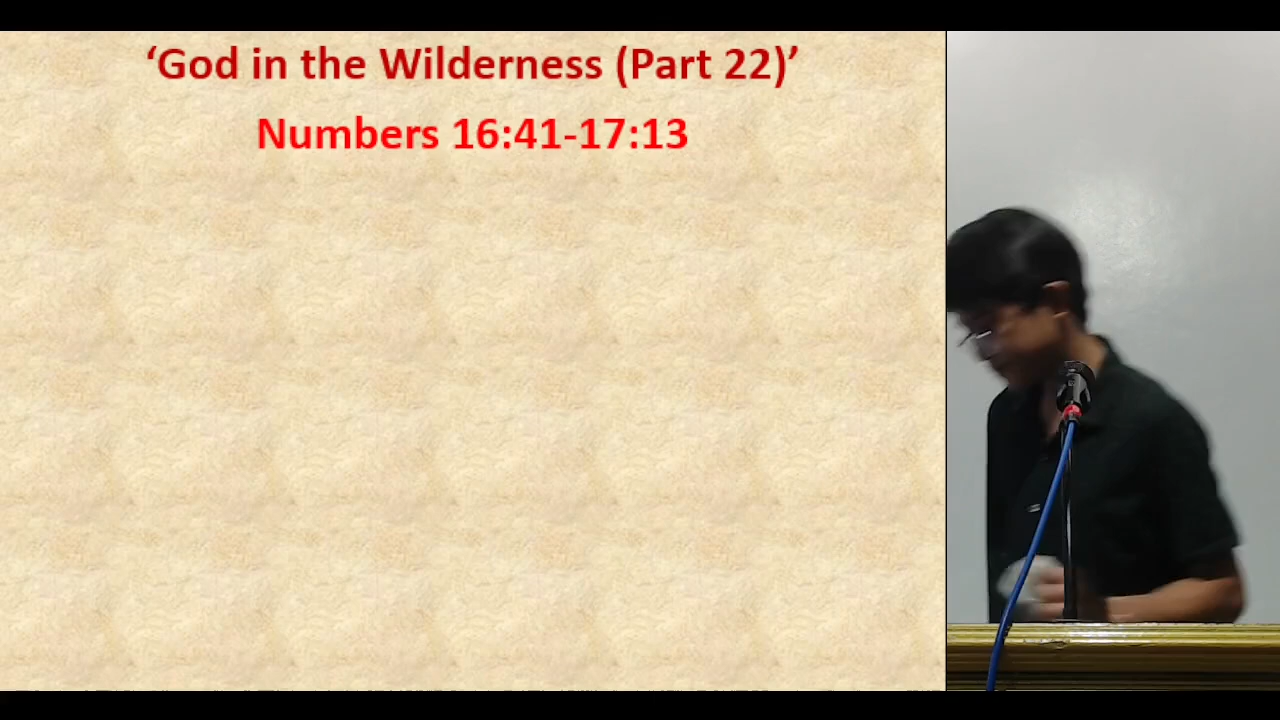 ‘God in the Wilderness (Part 22)’
Numbers 16:41-17:13